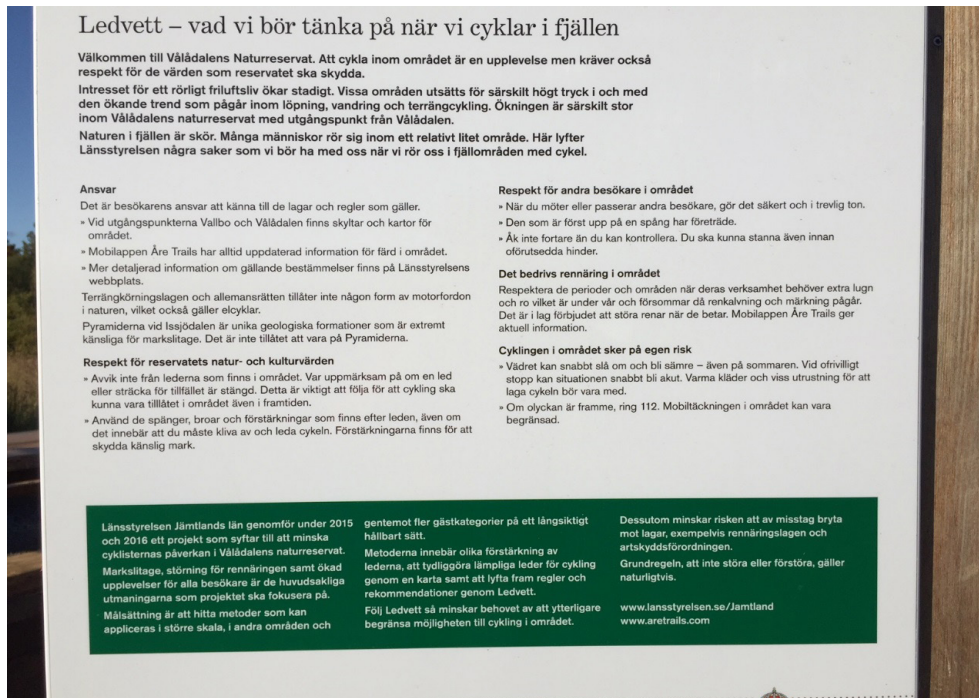 Ledvett – vad vi bör tänka på när vi cyklar i fjällen
Välkommen till Vålådalens Naturreservat. Att cykla inom området är en upplevelse men kräver också
respekt för de värden som reservatet ska skydda.
Intresset för ett rörligt friluftsliv ökar stadigt. Vissa områden utsätts för särskilt högt tryck i och med
den ökande trend som pågår inom löpning, vandring och terrängcykling. Ökningen är särskilt stor
inom Vålådalens naturreservat med utgångspunkt från Vålådalen.
Naturen i fjällen är skör. Många människor rör sig inom ett relativt litet område. Här lyfter
Länsstyrelsen några saker som vi bör ha med oss när vi rör oss i fjällområden med cykel.
Ansvar
Det är besökarens ansvar att känna till de lagar och regler som gäller.
» Vid utgångspunkterna Vallbo och Vålådalen finns skyltar och kartor för
området.
» Mobilappen Åre Trails har alltid uppdaterad information för färd i området.
» Mer detaljerad information om gällande bestämmelser finns på Länsstyrelsens
webbplats.
Terrängkörningslagen och allemansrätten tillåter inte någon form av motorfordon
i naturen, vilket också gäller elcyklar.
Pyramiderna vid Issjödalen är unika geologiska formationer som är extremt
känsliga för markslitage. Det är inte tillåtet att vara på Pyramiderna.
Respekt för reservatets natur- och kulturvärden
» Avvik inte från lederna som finns i området. Var uppmärksam på om en led
eller sträcka för tillfället är stängd. Detta är viktigt att följa för att cykling ska
kunna vara tilllåtet i området även i framtiden.
» Använd de spänger, broar och förstärkningar som finns efter leden, även om
det innebär att du måste kliva av och leda cykeln. Förstärkningarna finns för att
skydda känslig mark.
Respekt för andra besökare i området
» När du möter eller passerar andra besökare, gör det säkert och i trevlig ton.
» Den som är först upp på en spång har företräde.
» Åk inte fortare än du kan kontrollera. Du ska kunna stanna även innan
oförutsedda hinder.
Det bedrivs rennäring i området
Respektera de perioder och områden när deras verksamhet behöver extra lugn
och ro vilket är under vår och försommar då renkalvning och märkning pågår.
Det är i lag förbjudet att störa renar när de betar. Mobilappen Åre Trails ger
aktuell information.
Cyklingen i området sker på egen risk
» Vädret kan snabbt slå om och bli sämre – även på sommaren. Vid ofrivilligt
stopp kan situationen snabbt bli akut. Varma kläder och viss utrustning för att
laga cykeln bör vara med.
» Om olyckan är framme, ring 112. Mobiltäckningen i området kan vara
begränsad.
Länsstyrelsen Jämtlands län genomför under 2015
och 2016 ett projekt som syftar till att minska
cyklisternas påverkan i Vålådalens naturreservat.
Markslitage, störning för rennäringen samt ökad
upplevelser för alla besökare är de huvudsakliga
utmaningarna som projektet ska fokusera på.
Målsättning är att hitta metoder som kan
appliceras i större skala, i andra områden och
gentemot fler gästkategorier på ett långsiktigt
hållbart sätt.
Metoderna innebär olika förstärkning av
lederna, att tydliggöra lämpliga leder för cykling
genom en karta samt att lyfta fram regler och
rekommendationer genom Ledvett.
Följ Ledvett så minskar behovet av att ytterligare
begränsa möjligheten till cykling i området.
Dessutom minskar risken att av misstag bryta
mot lagar, exempelvis rennäringslagen och
artskyddsförordningen.
Grundregeln, att inte störa eller förstöra, gäller
naturligtvis.
www.lansstyrelsen.se/Jamtland
www.aretrails.com